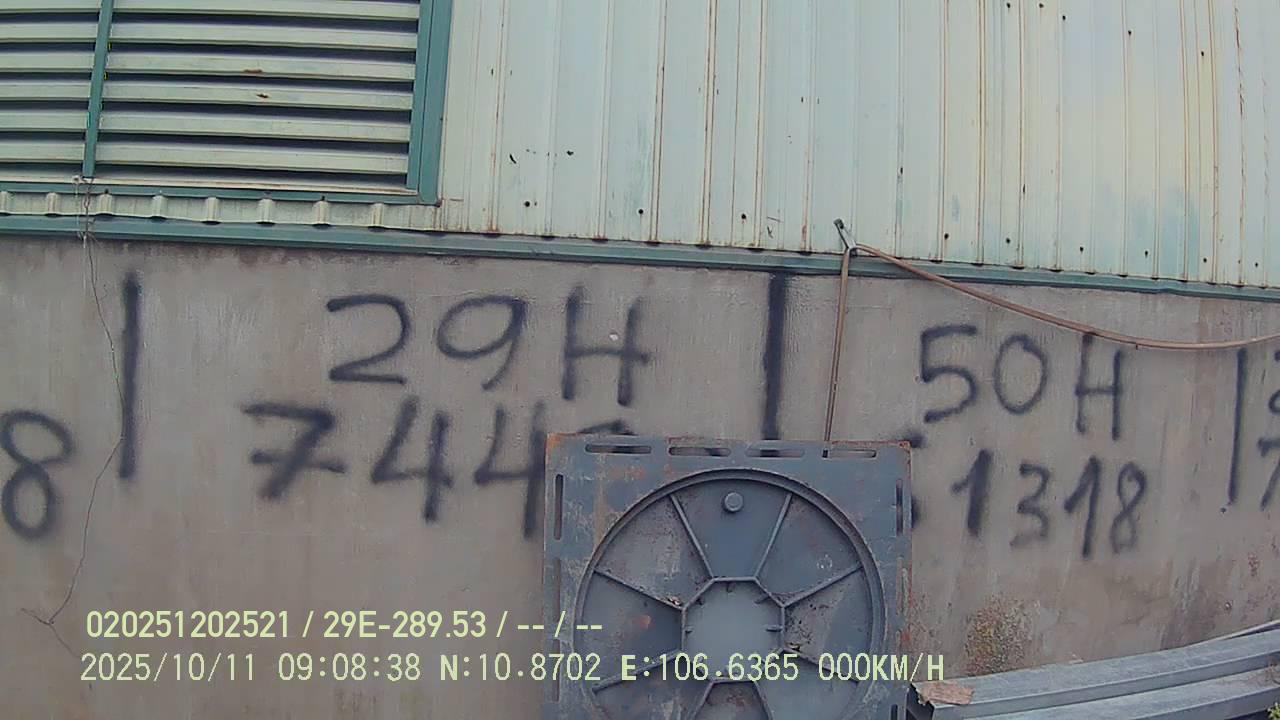 29H
50H
8
744
1318
7
020251202521 / 29E-289.53 / -- / --
2025/10/11 09:08:38 N:10.8702 E:106.6365 000KM/H